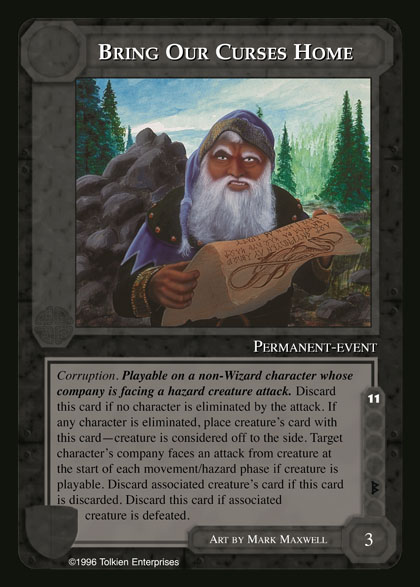 BRING OUR CURSES HOME
PERMANENT-EVENT
Corruption. Playable on a non-Wizard character whose
company is facing a hazard creature attack. Discard
this card if no character is eliminated by the attack. If
any character is eliminated, place creature's card with
this card—creature is considered off to the side. Target
character's company faces an attack from creature at
the start of each movement/hazard phase if creature is
playable. Discard associated creature's card if this card
is discarded. Discard this card if associated
creature is defeated.
11
ART BY MARK MAXWELL
3
©1996 Tolkien Enterprises